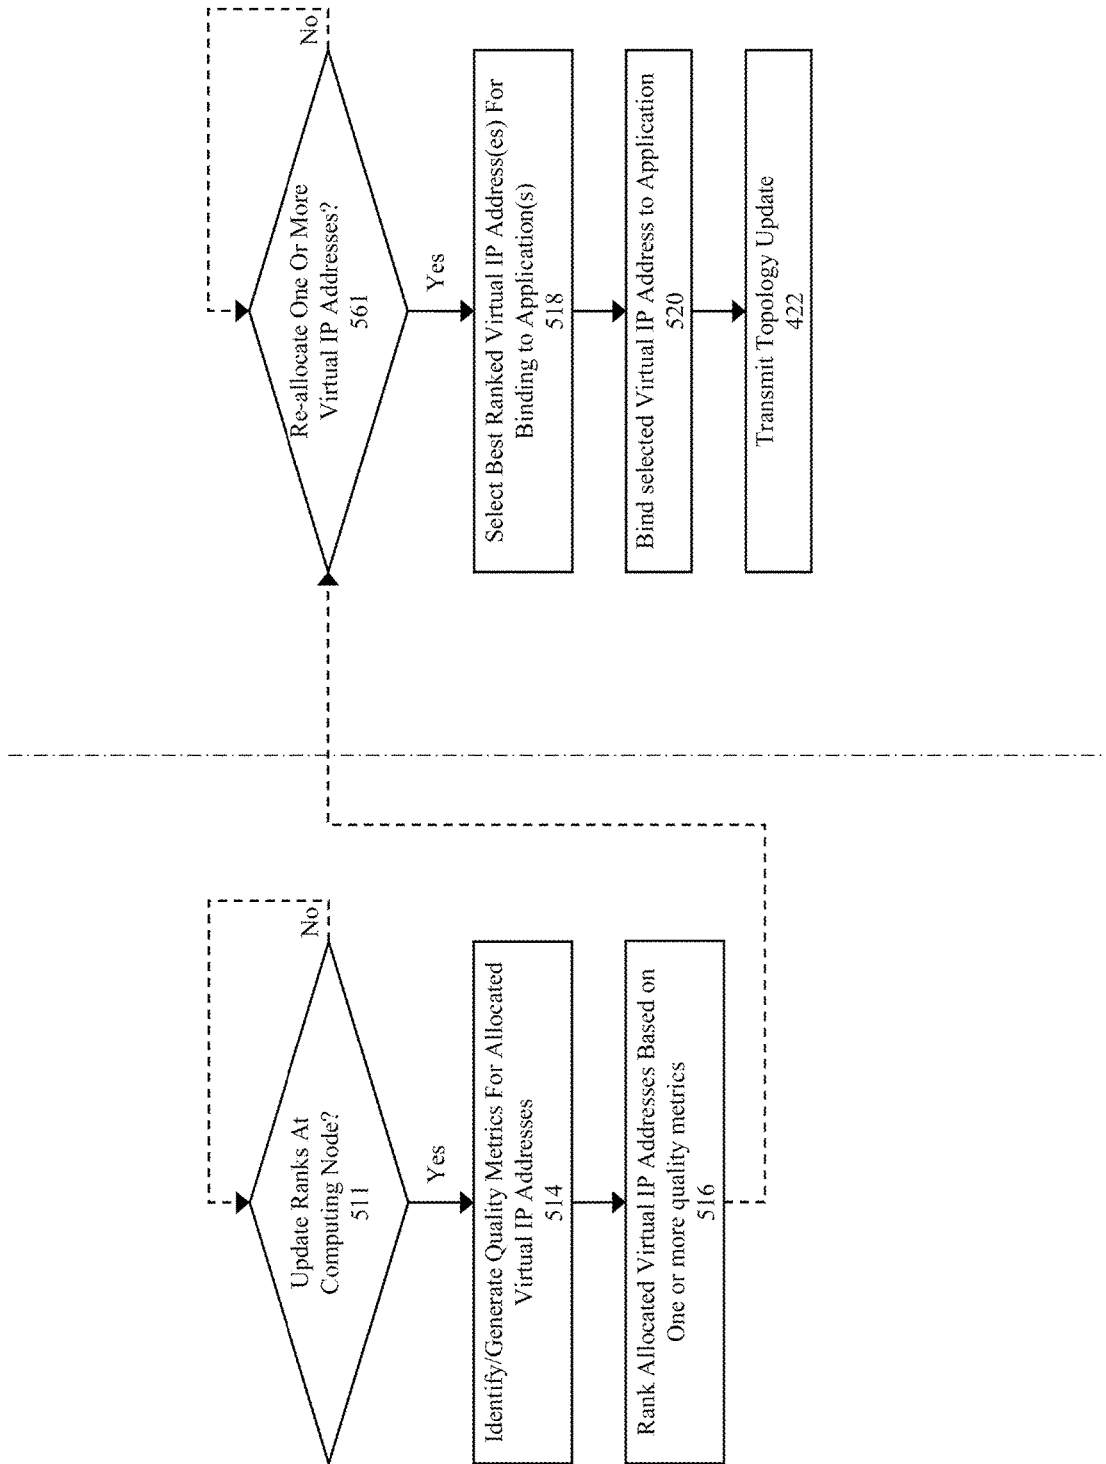 Update Ranks At
Computing Node?
511
No
Yes
Identify/Generate Quality Metrics For Allocated
Virtual IP Addresses
514
Rank Allocated Virtual IP Addresses Based on
One or more quality metrics
516
Re-allocate One Or More
Virtual IP Addresses?
561
No
Yes
Select Best Ranked Virtual IP Address(es) For
Binding to Application(s)
518
Bind selected Virtual IP Address to Application
520
Transmit Topology Update
422